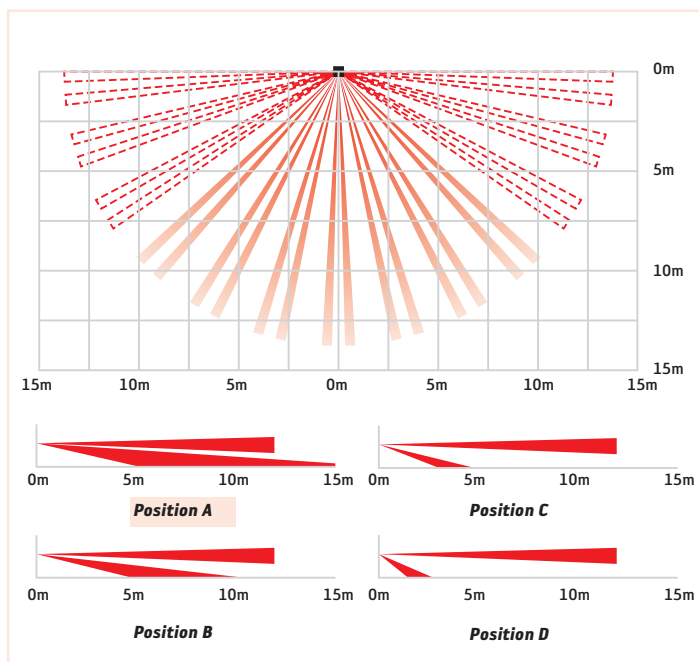 0m
5m
10m
15m
15m 10m 5m 0m 5m 10m 15m
0m 5m 10m 15m 0m 5m 10m 15m
Position A Position C
0m 5m 10m 15m 0m 5m 10m 15m
Position B Position D